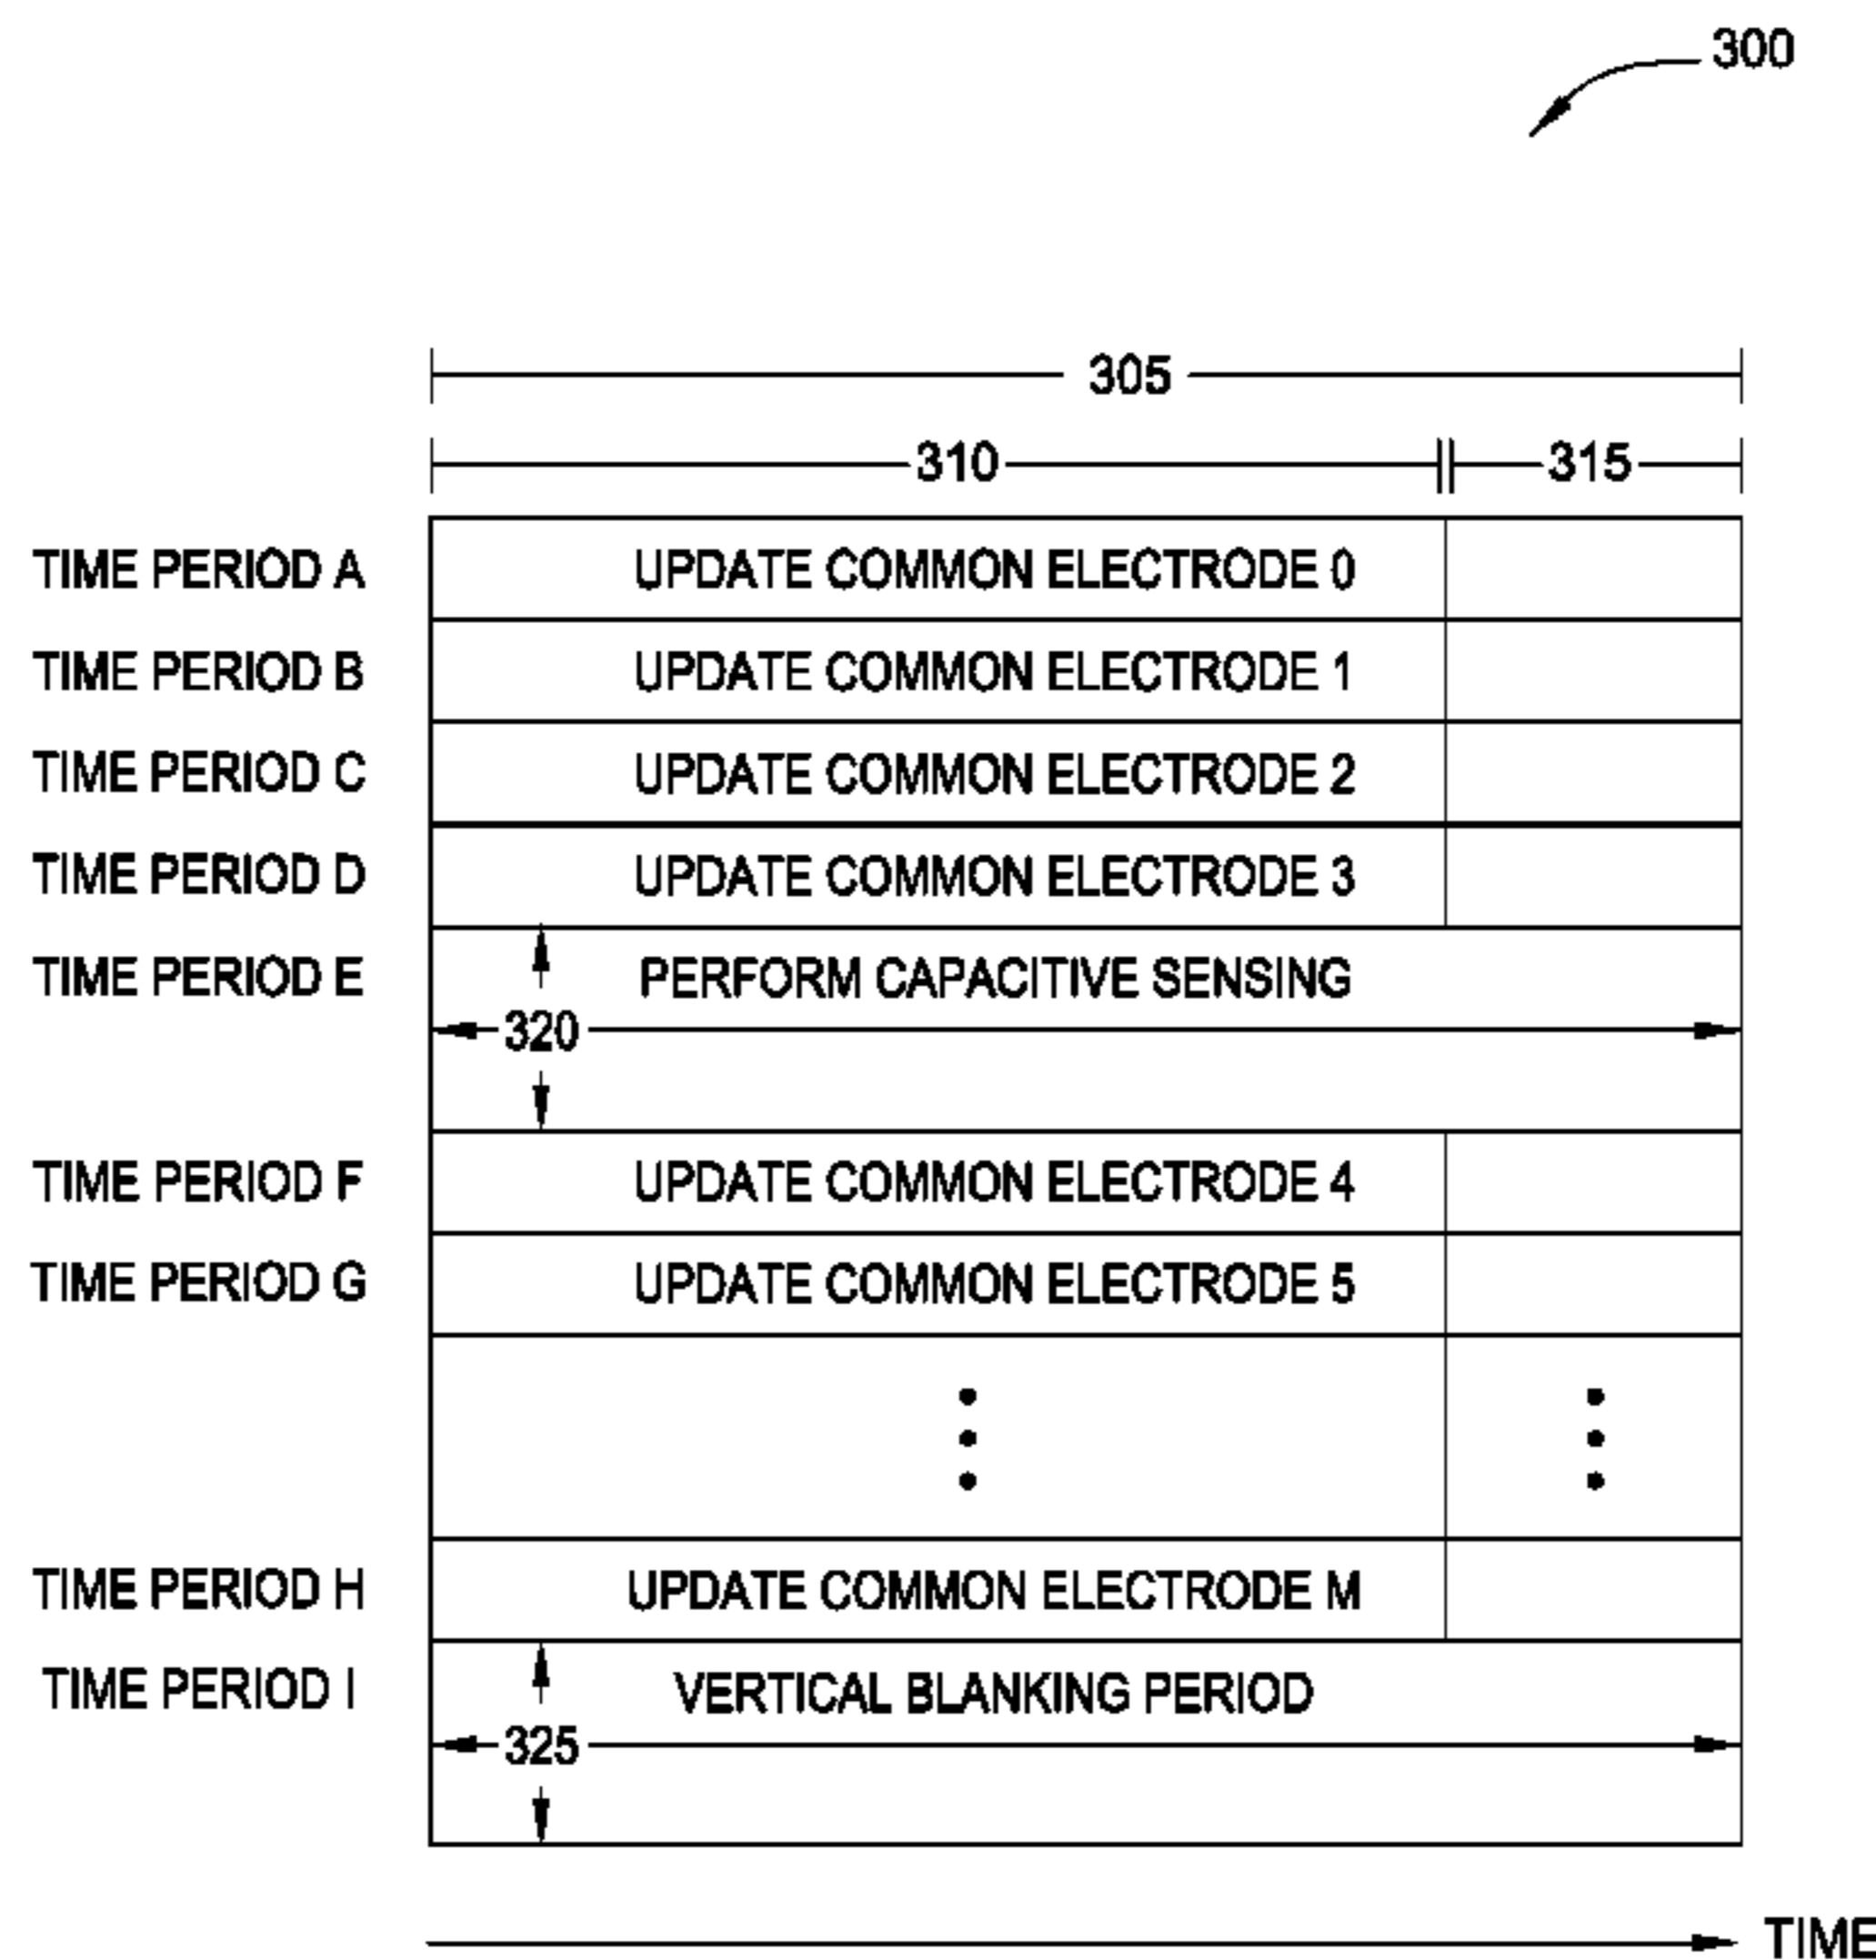 300
305
310 315
TIME PERIOD A UPDATE COMMON ELECTRODE 0
TIME PERIOD B UPDATE COMMON ELECTRODE 1
TIME PERIOD C UPDATE COMMON ELECTRODE 2
TIME PERIOD D UPDATE COMMON ELECTRODE 3
TIME PERIOD E PERFORM CAPACITIVE SENSING
320
TIME PERIOD F UPDATE COMMON ELECTRODE 4
TIME PERIOD G UPDATE COMMON ELECTRODE 5
TIME PERIOD H UPDATE COMMON ELECTRODE M
TIME PERIOD I VERTICAL BLANKING PERIOD
325
TIME